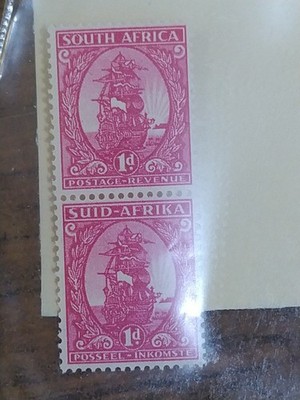 SOUTH AFRICA
1d.
POSTAGE-REVENUE
SUID-AFRIKA
1d
POSSEEL-INKOMSTE